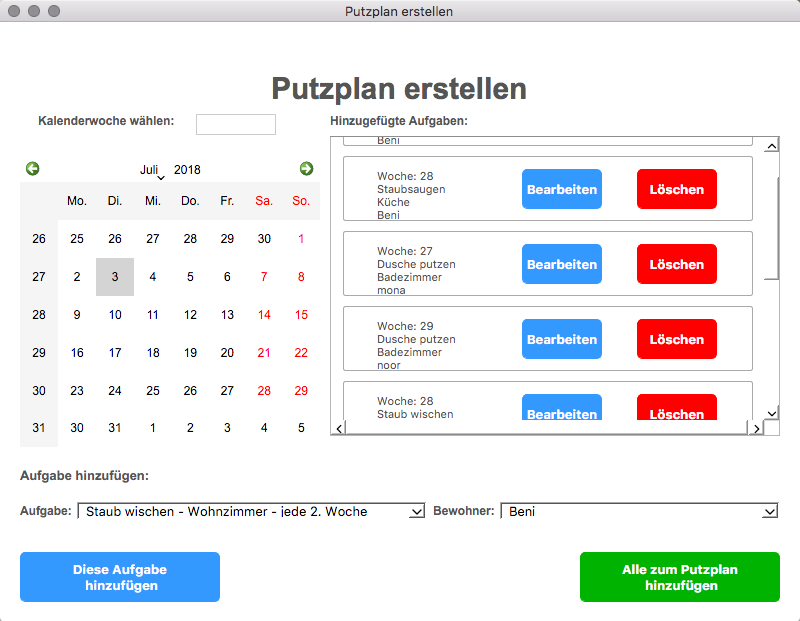 Putzplan erstellen
Putzplan erstellen
Kalenderwoche wählen:
Juli 2018
Mo. Di. Mi. Do. Fr. Sa. So.
26 25 26 27 28 29 30 1
27 2 3 4 5 6 7 8
28 9 10 11 12 13 14 15
29 16 17 18 19 20 21 22
30 23 24 25 26 27 28 29
31 30 31 1 2 3 4 5
Hinzugefügte Aufgaben:
Beni
Woche: 28
Staubsaugen
Küche
Beni
Bearbeiten
Löschen
Woche: 27
Dusche putzen
Badezimmer
mona
Bearbeiten
Löschen
Woche: 29
Dusche putzen
Badezimmer
noor
Bearbeiten
Löschen
Woche: 28
Staub wischen
Bearbeiten
Löschen
Aufgabe hinzufügen:
Aufgabe: Staub wischen - Wohnzimmer - jede 2. Woche
Bewohner: Beni
Diese Aufgabe
hinzufügen
Alle zum Putzplan
hinzufügen